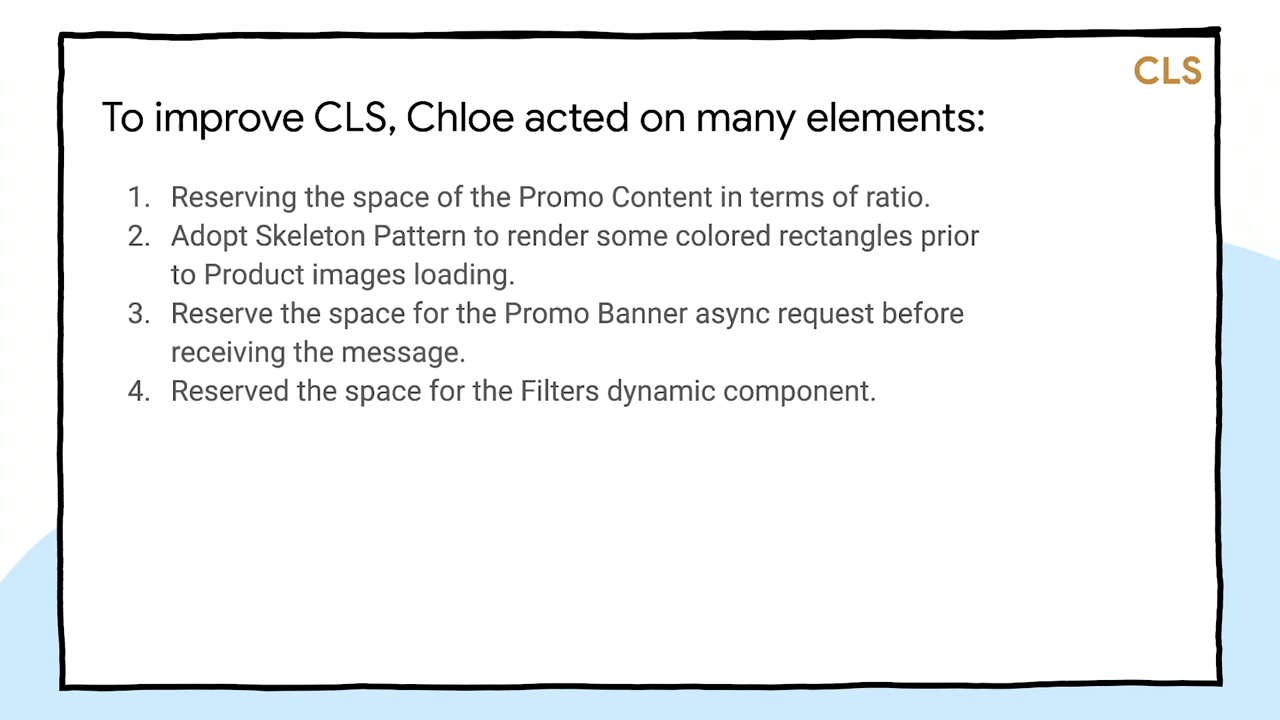 CLS
To improve CLS, Chloe acted on many elements:
1. Reserving the space of the Promo Content in terms of ratio.
2. Adopt Skeleton Pattern to render some colored rectangles prior
to Product images loading.
3. Reserve the space for the Promo Banner async request before
receiving the message.
4. Reserved the space for the Filters dynamic component.